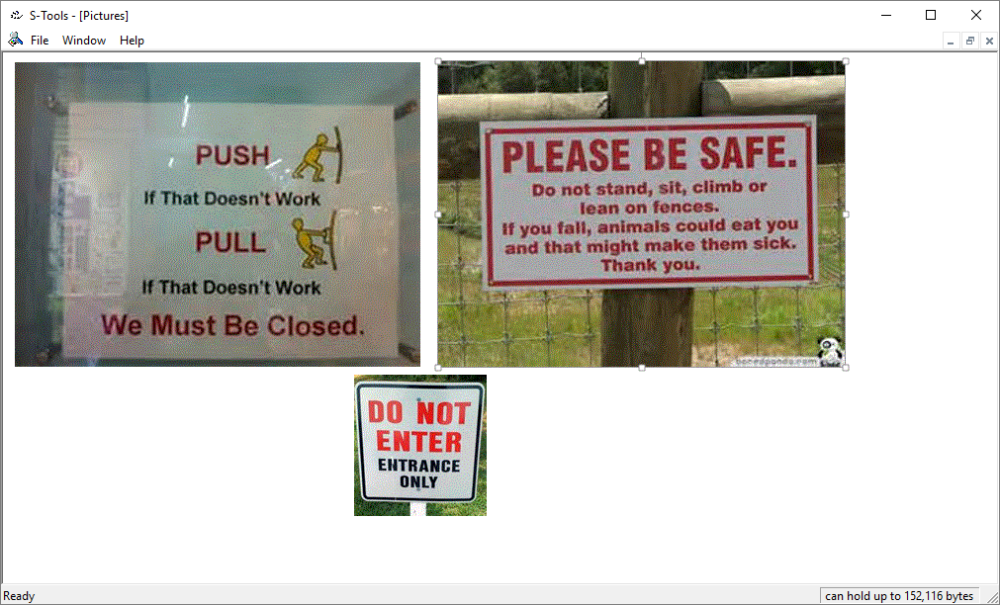 S-Tools - [Pictures]
File Window Help
PUSH
If That Doesn't Work
PULL
If That Doesn't Work
We Must Be Closed.
PLEASE BE SAFE.
Do not stand, sit, climb or
lean on fences.
If you fall, animals could eat you
and that might make them sick.
Thank you.
boredpanda.com
DO NOT
ENTER
ENTRANCE
ONLY
Ready
can hold up to 152,116 bytes